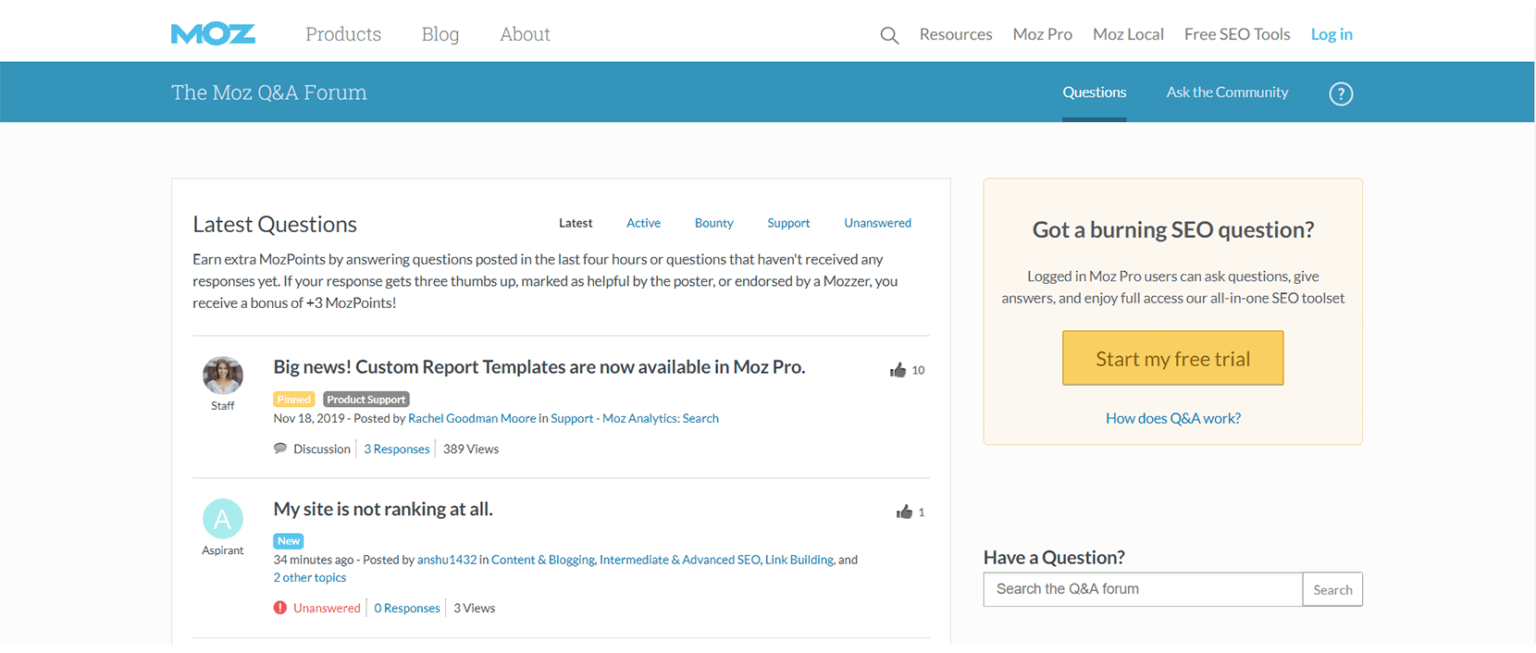 MOZ Products Blog About Resources Moz Pro Moz Local Free SEO Tools Log in
The Moz Q&A Forum Questions Ask the Community ?
Latest Questions Latest Active Bounty Support Unanswered
Earn extra MozPoints by answering questions posted in the last four hours or questions that haven't received any
responses yet. If your response gets three thumbs up, marked as helpful by the poster, or endorsed by a Mozzer, you
receive a bonus of +3 MozPoints!
Big news! Custom Report Templates are now available in Moz Pro. 10
Staff
Pinned Product Support
Nov 18, 2019 - Posted by Rachel Goodman Moore in Support - Moz Analytics: Search
Discussion 3 Responses 389 Views
A
Aspirant
My site is not ranking at all. 1
New
34 minutes ago - Posted by anshu1432 in Content & Blogging, Intermediate & Advanced SEO, Link Building, and
2 other topics
! Unanswered 0 Responses 3 Views
Got a burning SEO question?
Logged in Moz Pro users can ask questions, give
answers, and enjoy full access our all-in-one SEO toolset
Start my free trial
How does Q&A work?
Have a Question?
Search the Q&A forum Search